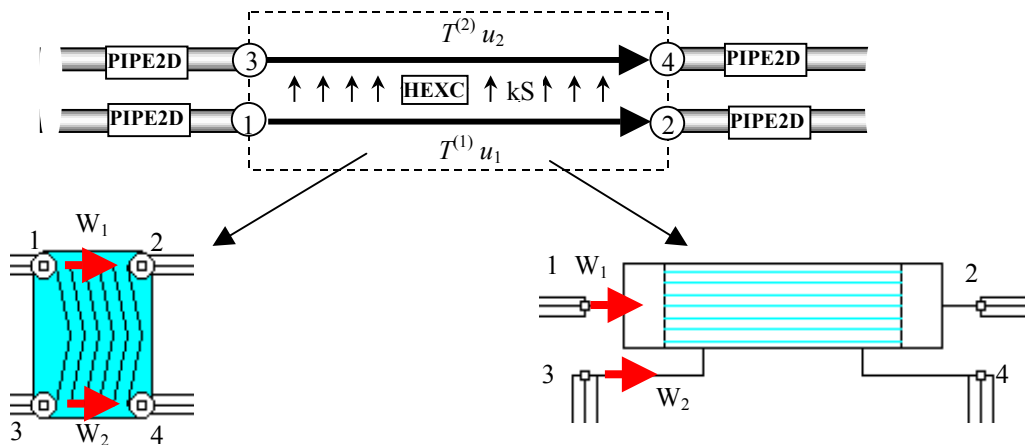 T(2) u2
PIPE2D 3 4 PIPE2D
HEXC kS
PIPE2D 1 2 PIPE2D
T(1) u1
W1
1 2
3 4
W2
1 W1 2
3 4
W2